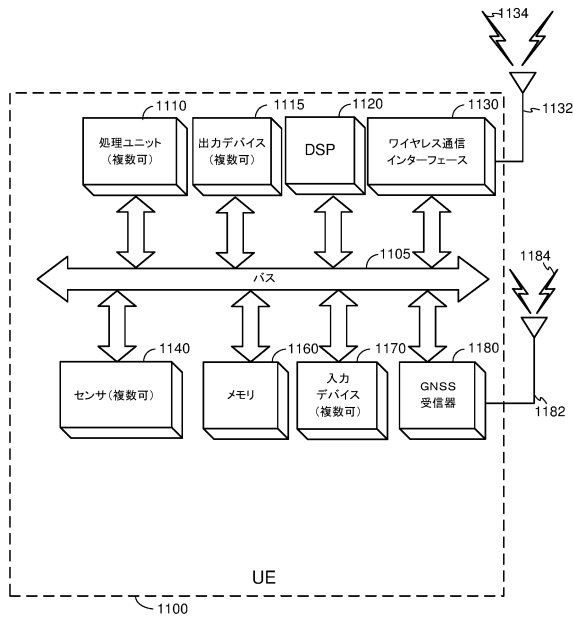 1134
1132
1110
1115
1120
1130
処理ユニット
(複数可)
出力デバイス
(複数可)
DSP
ワイヤレス通信
インターフェース
1105
バス
1184
1182
1140
1160
1170
1180
センサ(複数可)
メモリ
入力
デバイス
(複数可)
GNSS
受信器
UE
1100